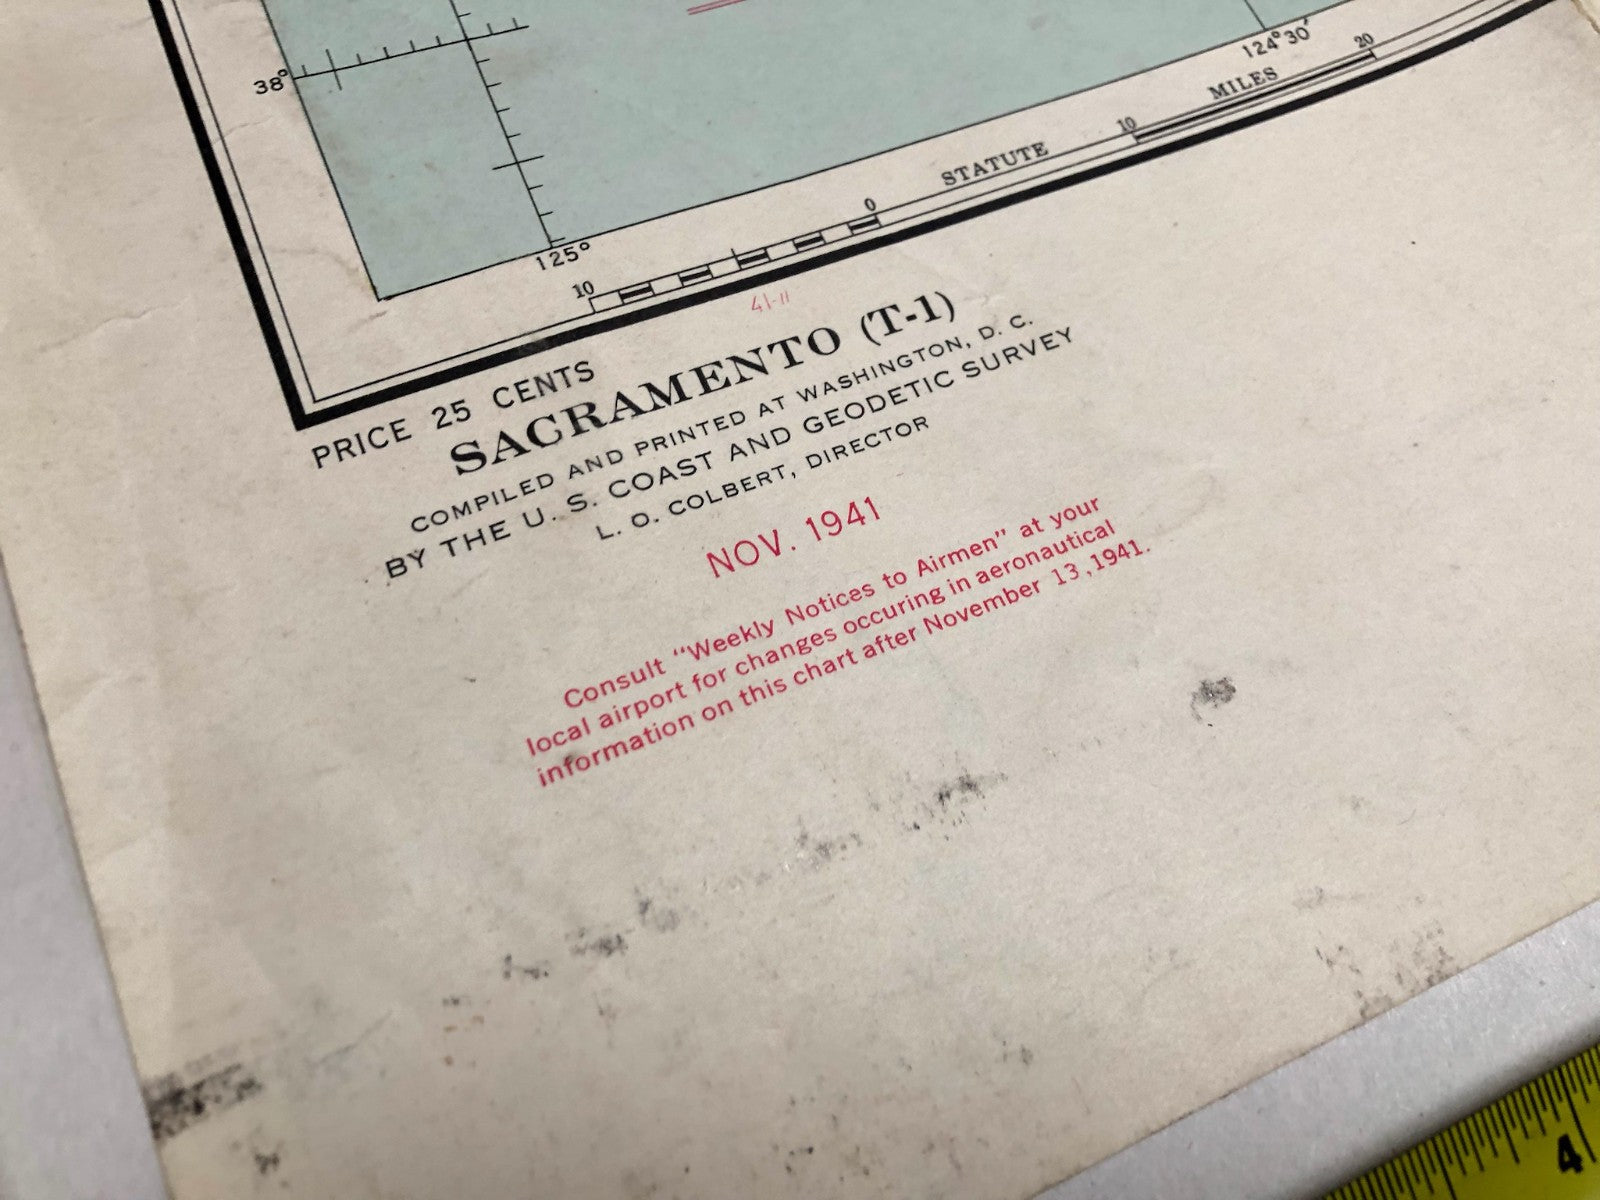 38°
125°
124°30'
10
0
STATUTE
10
MILES
20
41-11
PRICE 25 CENTS
SACRAMENTO (T-1)
COMPILED AND PRINTED AT WASHINGTON, D. C.
BY THE U. S. COAST AND GEODETIC SURVEY
L. O. COLBERT, DIRECTOR
NOV. 1941
Consult "Weekly Notices to Airmen" at your
local airport for changes occuring in aeronautical
information on this chart after November 13,1941.
4